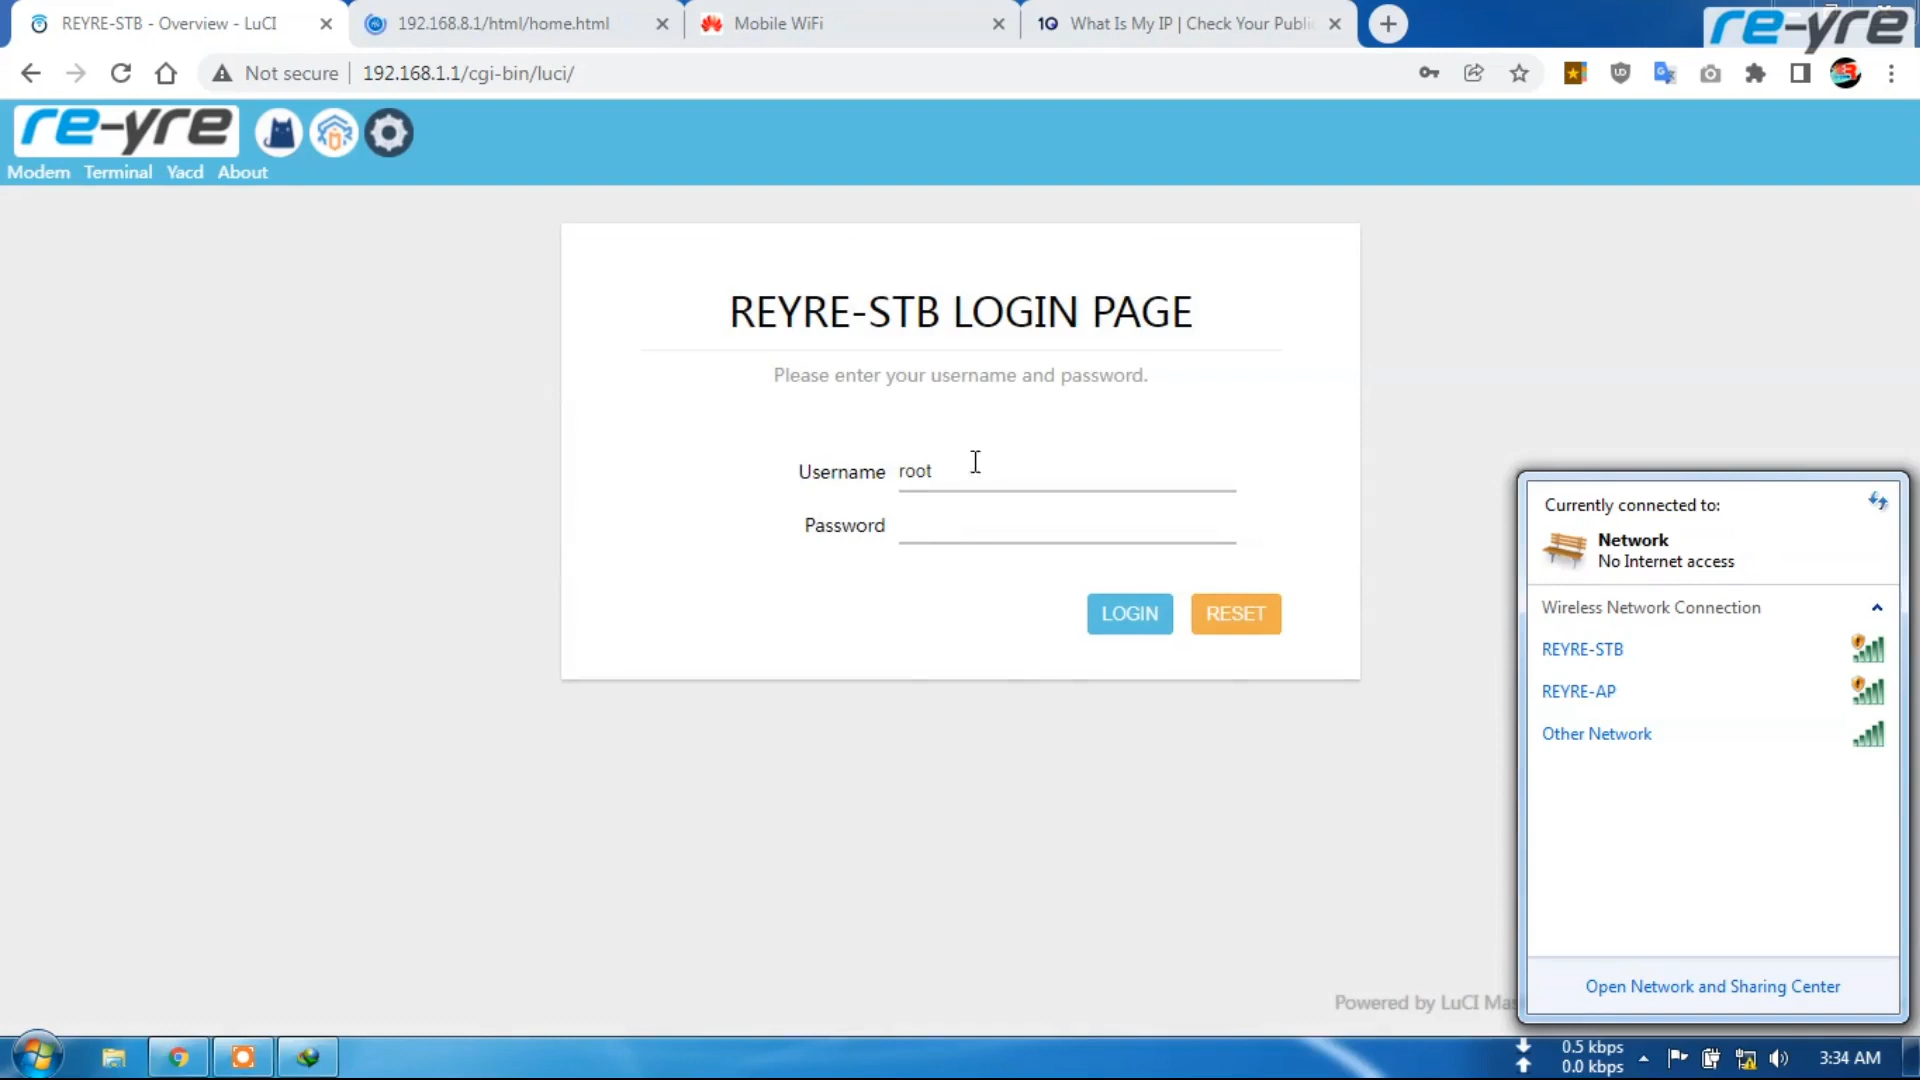 REYRE-STB - Overview - LuCI
192.168.8.1/html/home.html
Mobile WiFi
1Q What Is My IP | Check Your Publi
re-yre
Not secure 192.168.1.1/cgi-bin/luci/
re-yre
Modem Terminal Yacd About
REYRE-STB LOGIN PAGE
Please enter your username and password.
Username root
Password
LOGIN RESET
Currently connected to:
Network
No Internet access
Wireless Network Connection
REYRE-STB
REYRE-AP
Other Network
Open Network and Sharing Center
Powered by LuCI Mas
0.5 kbps
0.0 kbps
3:34 AM